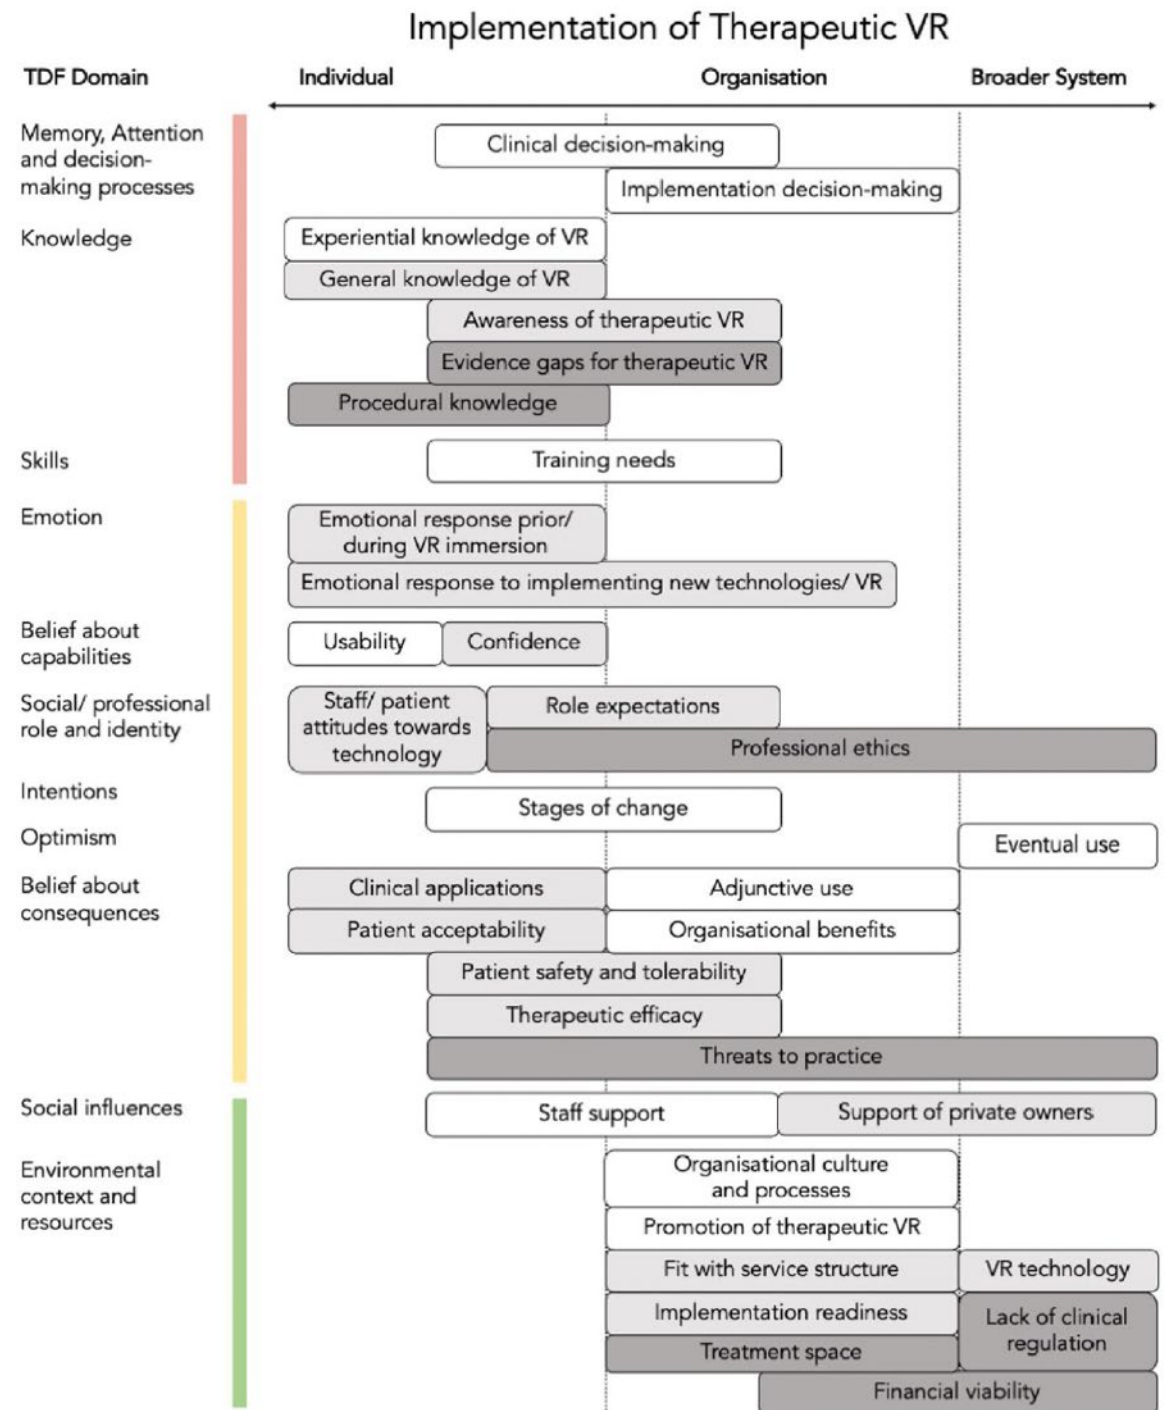 Implementation of Therapeutic VR
TDF Domain
Individual
Organisation
Broader System
Memory, Attention
and decision-
making processes
Clinical decision-making
Implementation decision-making
Knowledge
Experiential knowledge of VR
General knowledge of VR
Awareness of therapeutic VR
Evidence gaps for therapeutic VR
Procedural knowledge
Skills
Training needs
Emotion
Emotional response prior/
during VR immersion
Emotional response to implementing new technologies/ VR
Belief about
capabilities
Usability
Confidence
Social/ professional
role and identity
Staff/ patient
attitudes towards
technology
Role expectations
Professional ethics
Intentions
Stages of change
Optimism
Eventual use
Belief about
consequences
Clinical applications
Adjunctive use
Patient acceptability
Organisational benefits
Patient safety and tolerability
Therapeutic efficacy
Threats to practice
Social influences
Staff support
Support of private owners
Environmental
context and
resources
Organisational culture
and processes
Promotion of therapeutic VR
Fit with service structure
VR technology
Implementation readiness
Lack of clinical
regulation
Treatment space
Financial viability